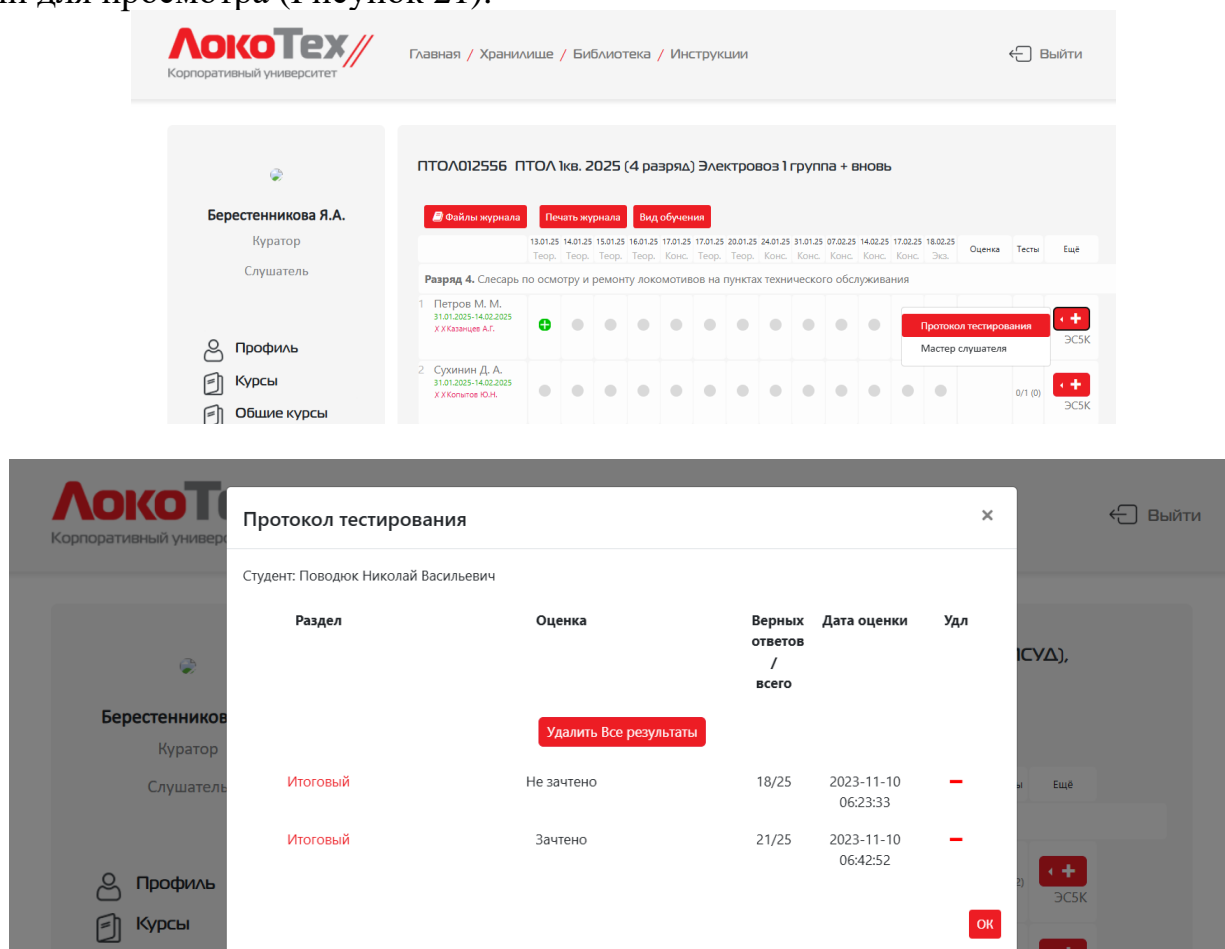 для просмотра (Рисунок 21).
ЛокоТех//
Корпоративный университет
Главная / Хранилище / Библиотека / Инструкции
Выйти
Берестенникова Я.А.
Куратор
Слушатель
Профиль
Курсы
Общие курсы
ПТОЛ012556 ПТОЛ 1кв. 2025 (4 разряд) Электровоз 1 группа + вновь
Файлы журнала Печать журнала Вид обучения
13.01.25 14.01.25 15.01.25 16.01.25 17.01.25 17.01.25 20.01.25 24.01.25 31.01.25 07.02.25 14.02.25 17.02.25 18.02.25
Теор. Теор. Теор. Теор. Конс. Теор. Теор. Конс. Конс. Конс. Конс. Конс. Экз. Оценка Тесты Ещё
Разряд 4. Слесарь по осмотру и ремонту локомотивов на пунктах технического обслуживания
1 Петров М. М.
31.01.2025-14.02.2025
X X Казанцев А.Г.
Протокол тестирования
Мастер слушателя
ЭС5К
2 Сухинин Д. А.
31.01.2025-14.02.2025
X X Копытов Ю.Н.
0/1 (0)
ЭС5К
ЛокоТ
Корпоративный универс
Выйти
Берестенников
Куратор
Слушатель
Профиль
Курсы
Протокол тестирования ×
Студент: Поводюк Николай Васильевич
Раздел Оценка Верных ответов / всего Дата оценки Удл
Удалить Все результаты
Итоговый Не зачтено 18/25 2023-11-10
06:23:33
Итоговый Зачтено 21/25 2023-11-10
06:42:52
ОК
ПСУД),
Ещё
2)
ЭС5К